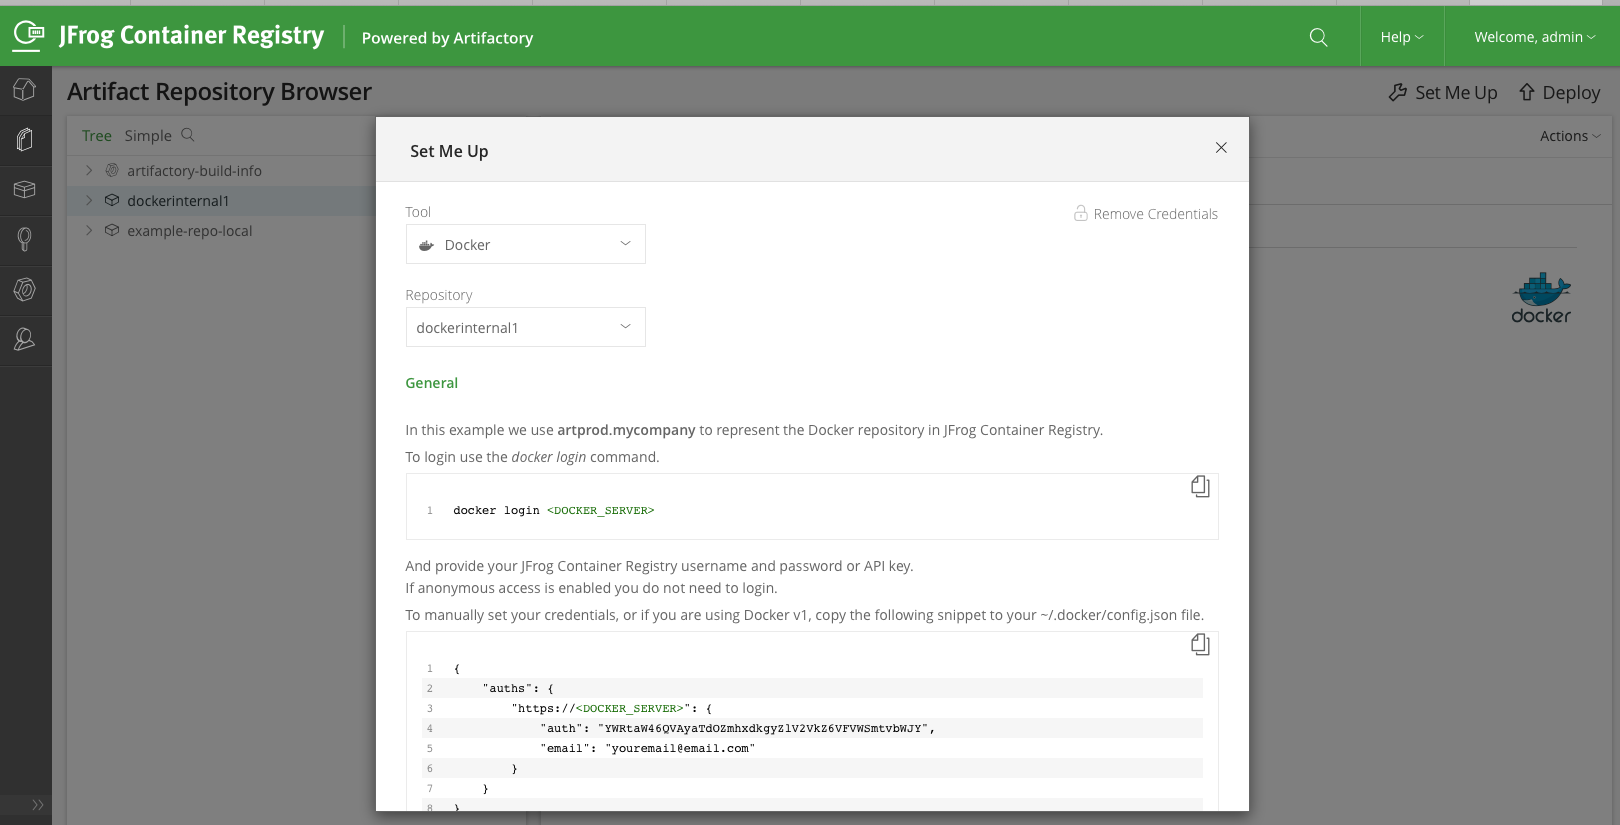 JFrog Container Registry
Powered by Artifactory
Help
Welcome, admin
Artifact Repository Browser
Set Me Up
Deploy
Tree
Simple
Actions
artifactory-build-info
dockerinternal1
example-repo-local
docker
Set Me Up
Tool
Remove Credentials
Docker
Repository
dockerinternal1
General
In this example we use artprod.mycompany to represent the Docker repository in JFrog Container Registry.
To login use the docker login command.
1 docker login <DOCKER_SERVER>
And provide your JFrog Container Registry username and password or API key.
If anonymous access is enabled you do not need to login.
To manually set your credentials, or if you are using Docker v1, copy the following snippet to your ~/.docker/config.json file.
1 {
2 "auths": {
3 "https://<DOCKER_SERVER>": {
4 "auth": "YWRtaW46QVAyaTdOZmhxdkgyZlV2VkZ6VFVWSmtvbWJY",
5 "email": "youremail@email.com"
6 }
7 }
8 }